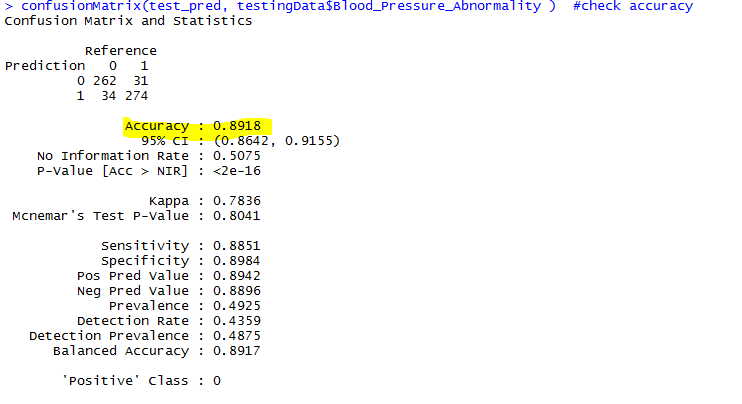 > confusionMatrix(test_pred, testingData$Blood_Pressure_Abnormality )  #check accuracy
Confusion Matrix and Statistics

          Reference
Prediction   0   1
         0 262  31
         1  34 274

               Accuracy : 0.8918
                 95% CI : (0.8642, 0.9155)
    No Information Rate : 0.5075
    P-Value [Acc > NIR] : <2e-16

                  Kappa : 0.7836
 Mcnemar's Test P-Value : 0.8041

            Sensitivity : 0.8851
            Specificity : 0.8984
         Pos Pred Value : 0.8942
         Neg Pred Value : 0.8896
             Prevalence : 0.4925
         Detection Rate : 0.4359
   Detection Prevalence : 0.4875
      Balanced Accuracy : 0.8917

       'Positive' Class : 0